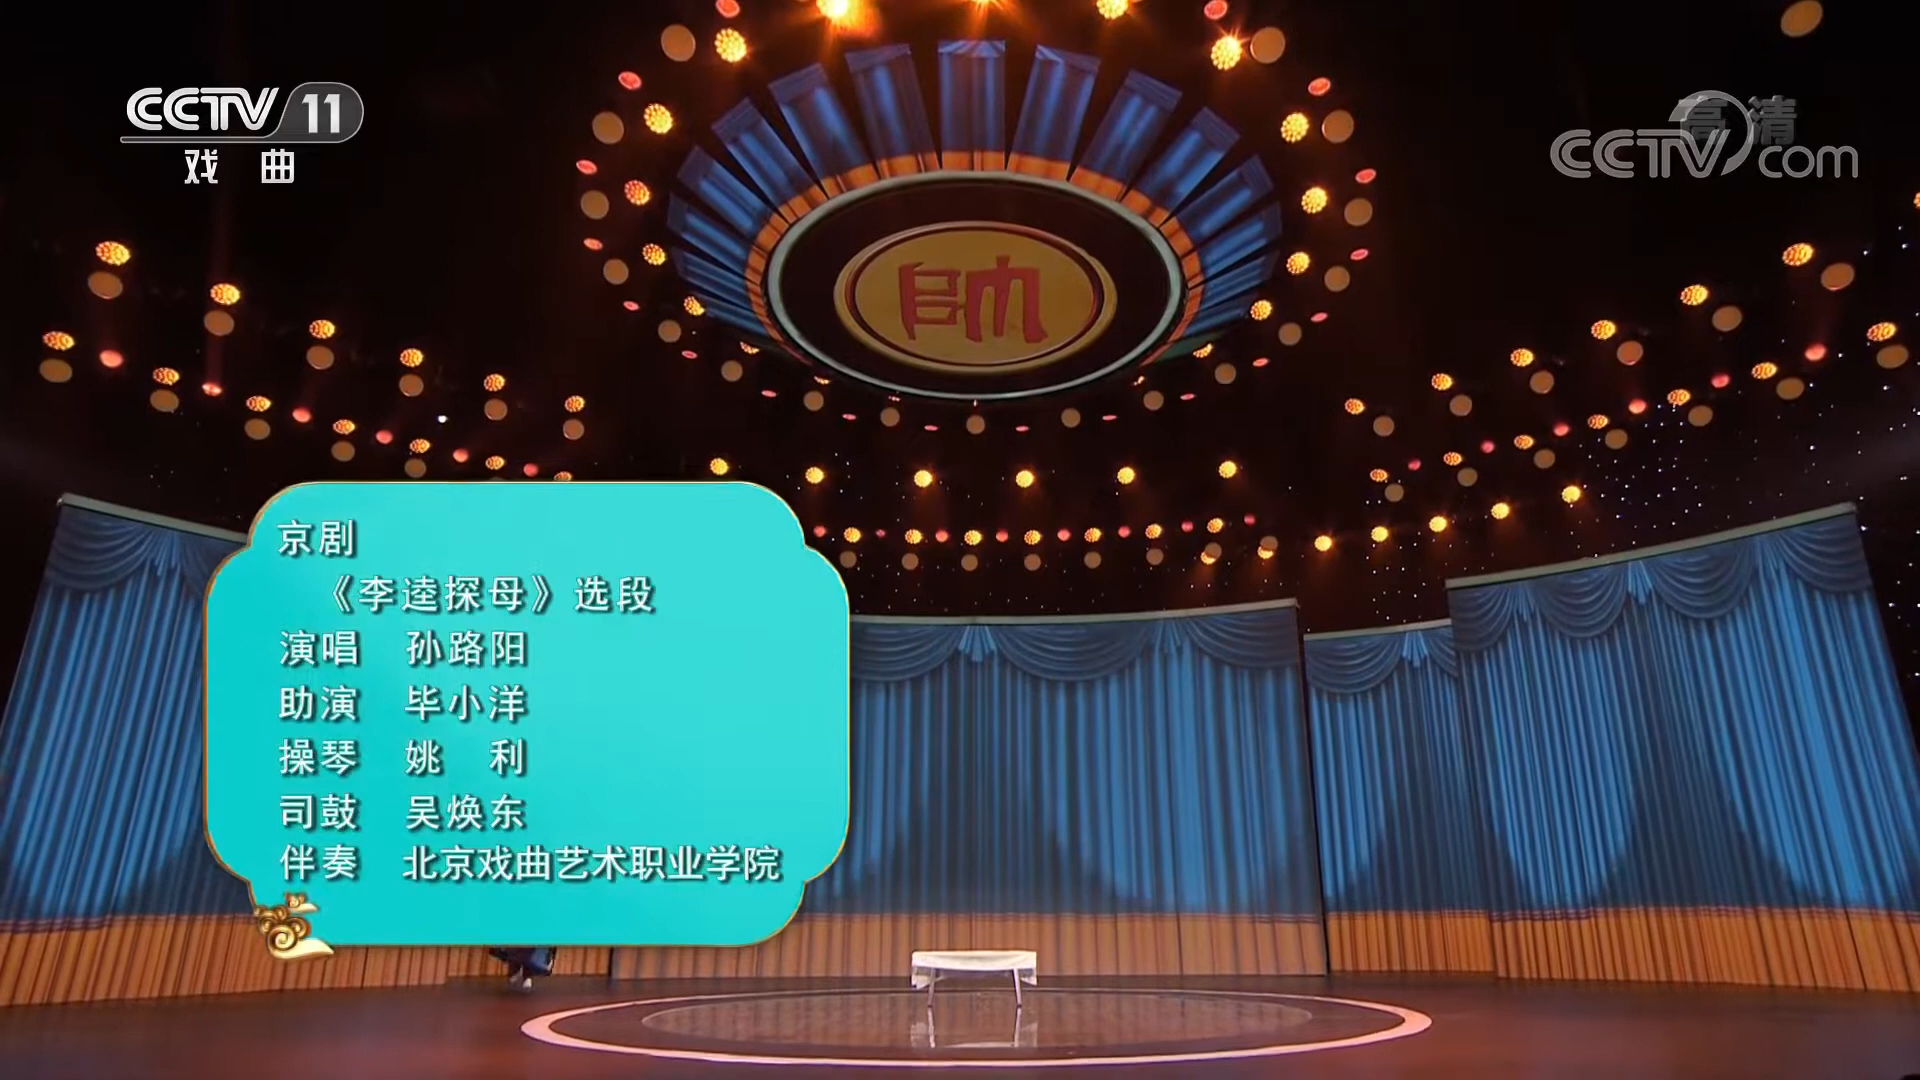 CCTV 11
戏曲
高清
CCTV.com
帅
京剧
《李逵探母》选段
演唱 孙路阳
助演 毕小洋
操琴 姚 利
司鼓 吴焕东
伴奏 北京戏曲艺术职业学院